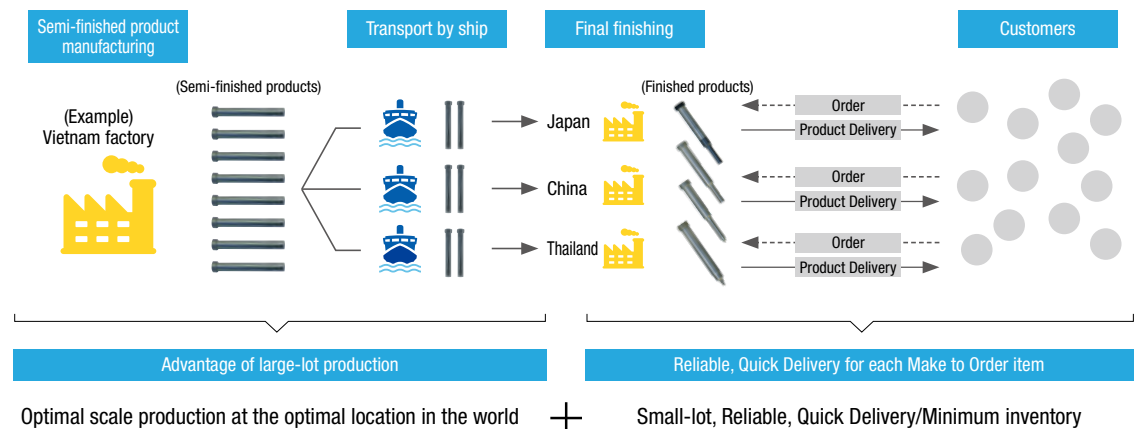 Semi-finished product
manufacturing
Transport by ship
Final finishing
Customers
(Semi-finished products)
(Finished products)
(Example)
Vietnam factory
Japan
China
Thailand
Order
Product Delivery
Order
Product Delivery
Order
Product Delivery
Advantage of large-lot production
Reliable, Quick Delivery for each Make to Order item
Optimal scale production at the optimal location in the world
+
Small-lot, Reliable, Quick Delivery/Minimum inventory